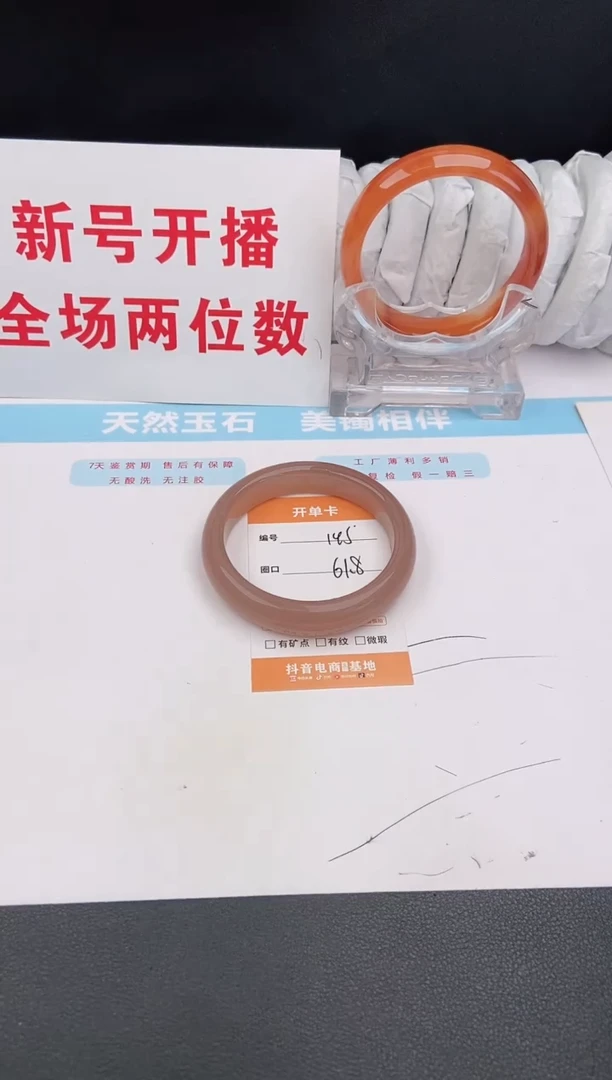 新号开播
全场两位数
天然玉石 美镯相伴
7天鉴赏期 售后有保障
无酸洗 无注胶
工厂薄利多销
复检 假一赔三
开单卡
编号 145
圈口 61.8
□有矿点 □有纹 □微瑕
抖音电商 基地